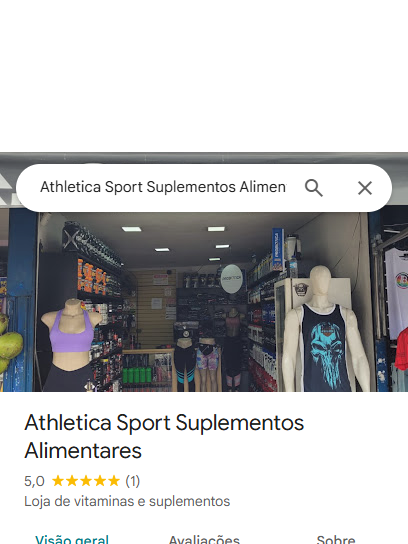 Athletica Sport Suplementos Alimen
Athletica Sport Suplementos
Alimentares
5,0 (1)
Loja de vitaminas e suplementos
Visão geral Avaliações Sobre